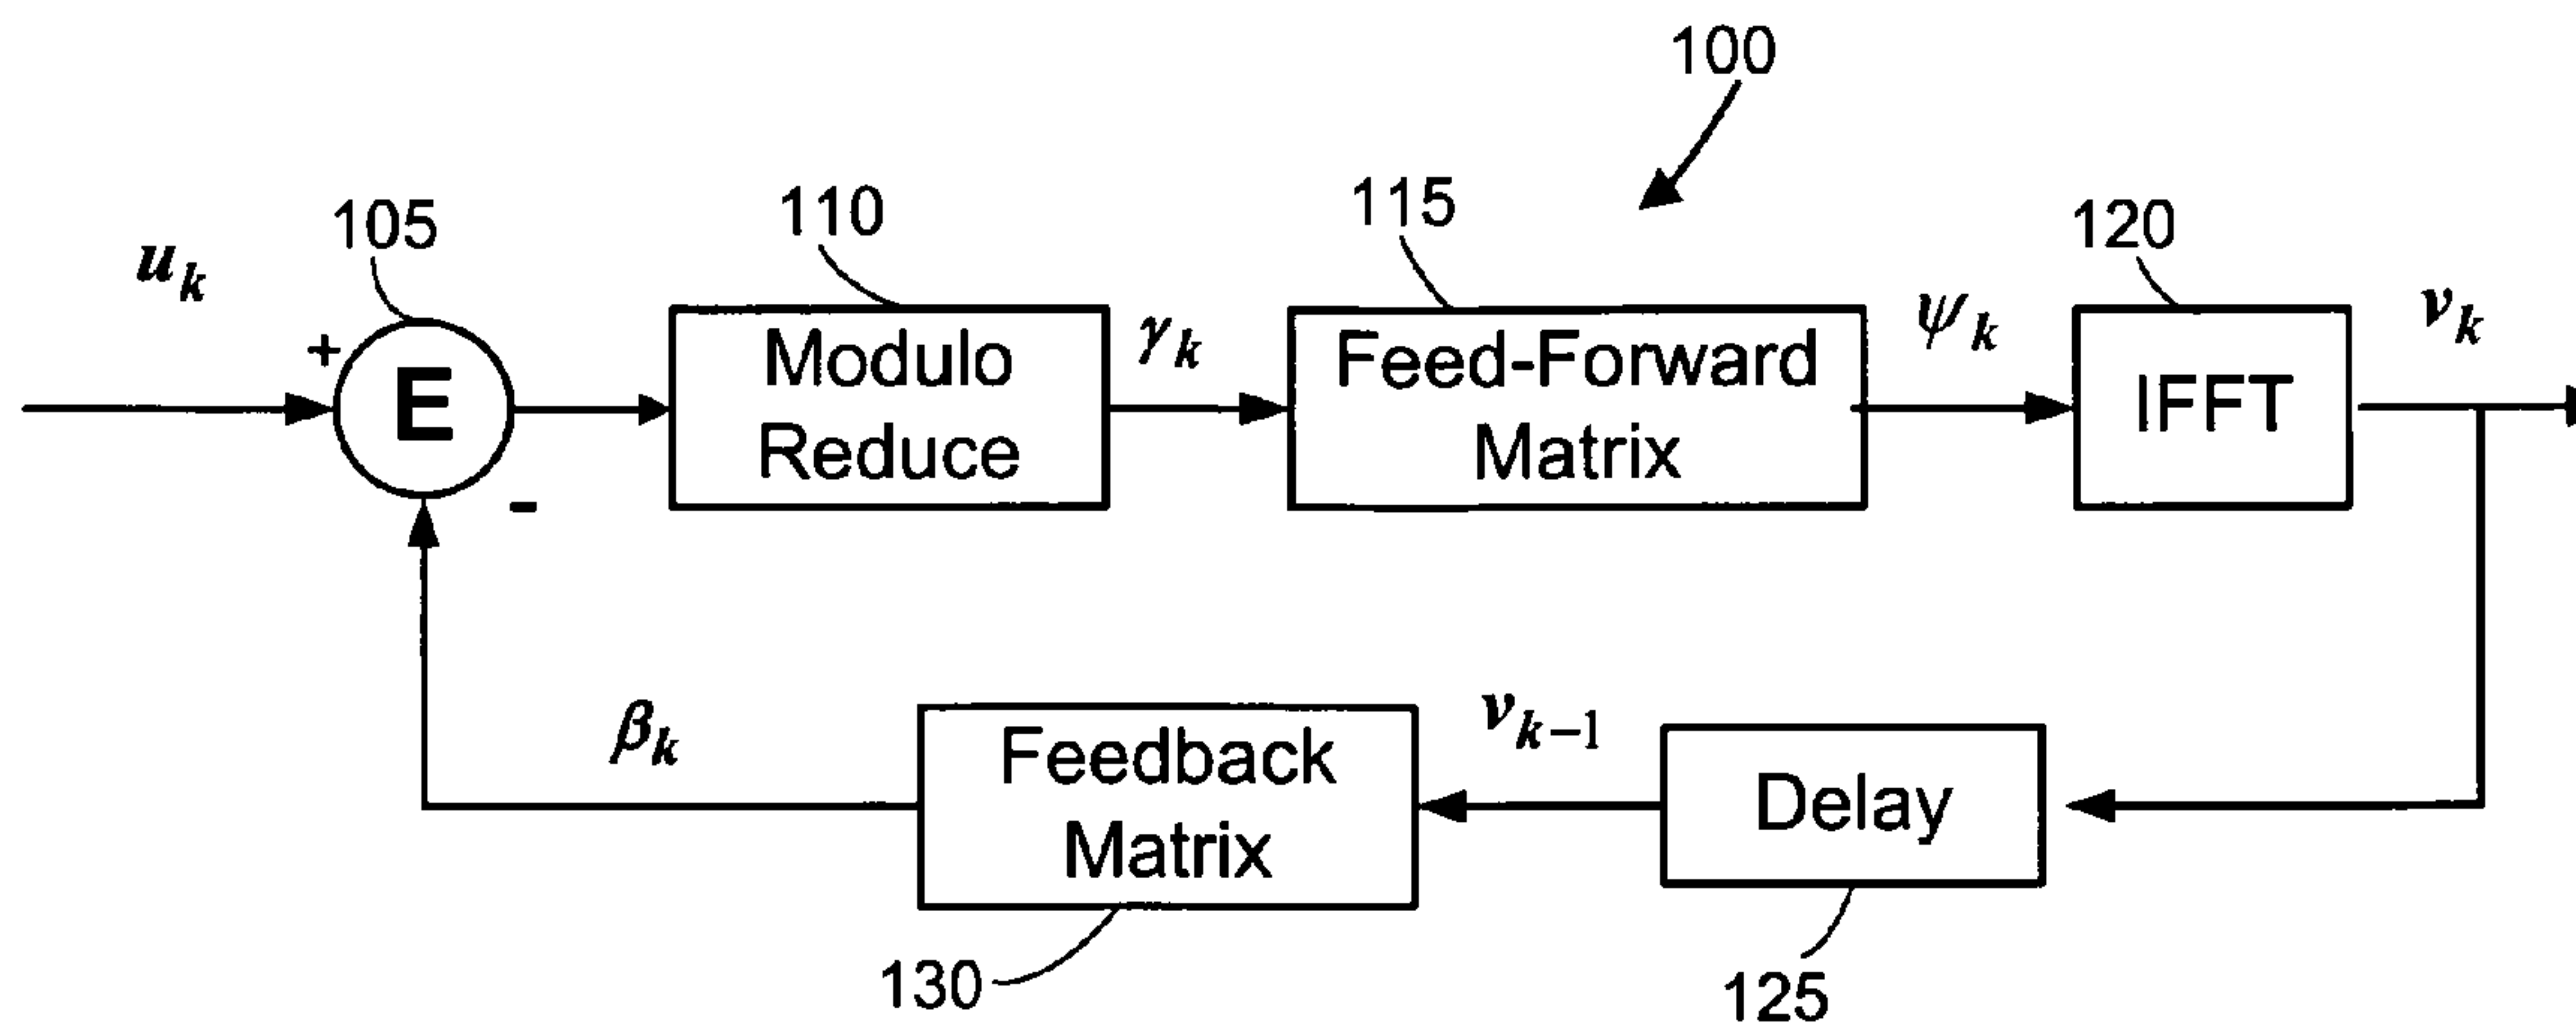 100
105
110
115
120
u_k
γ_k
ψ_k
v_k
+
E
-
Modulo
Reduce
Feed-Forward
Matrix
IFFT
β_k
Feedback
Matrix
v_{k-1}
Delay
130
125